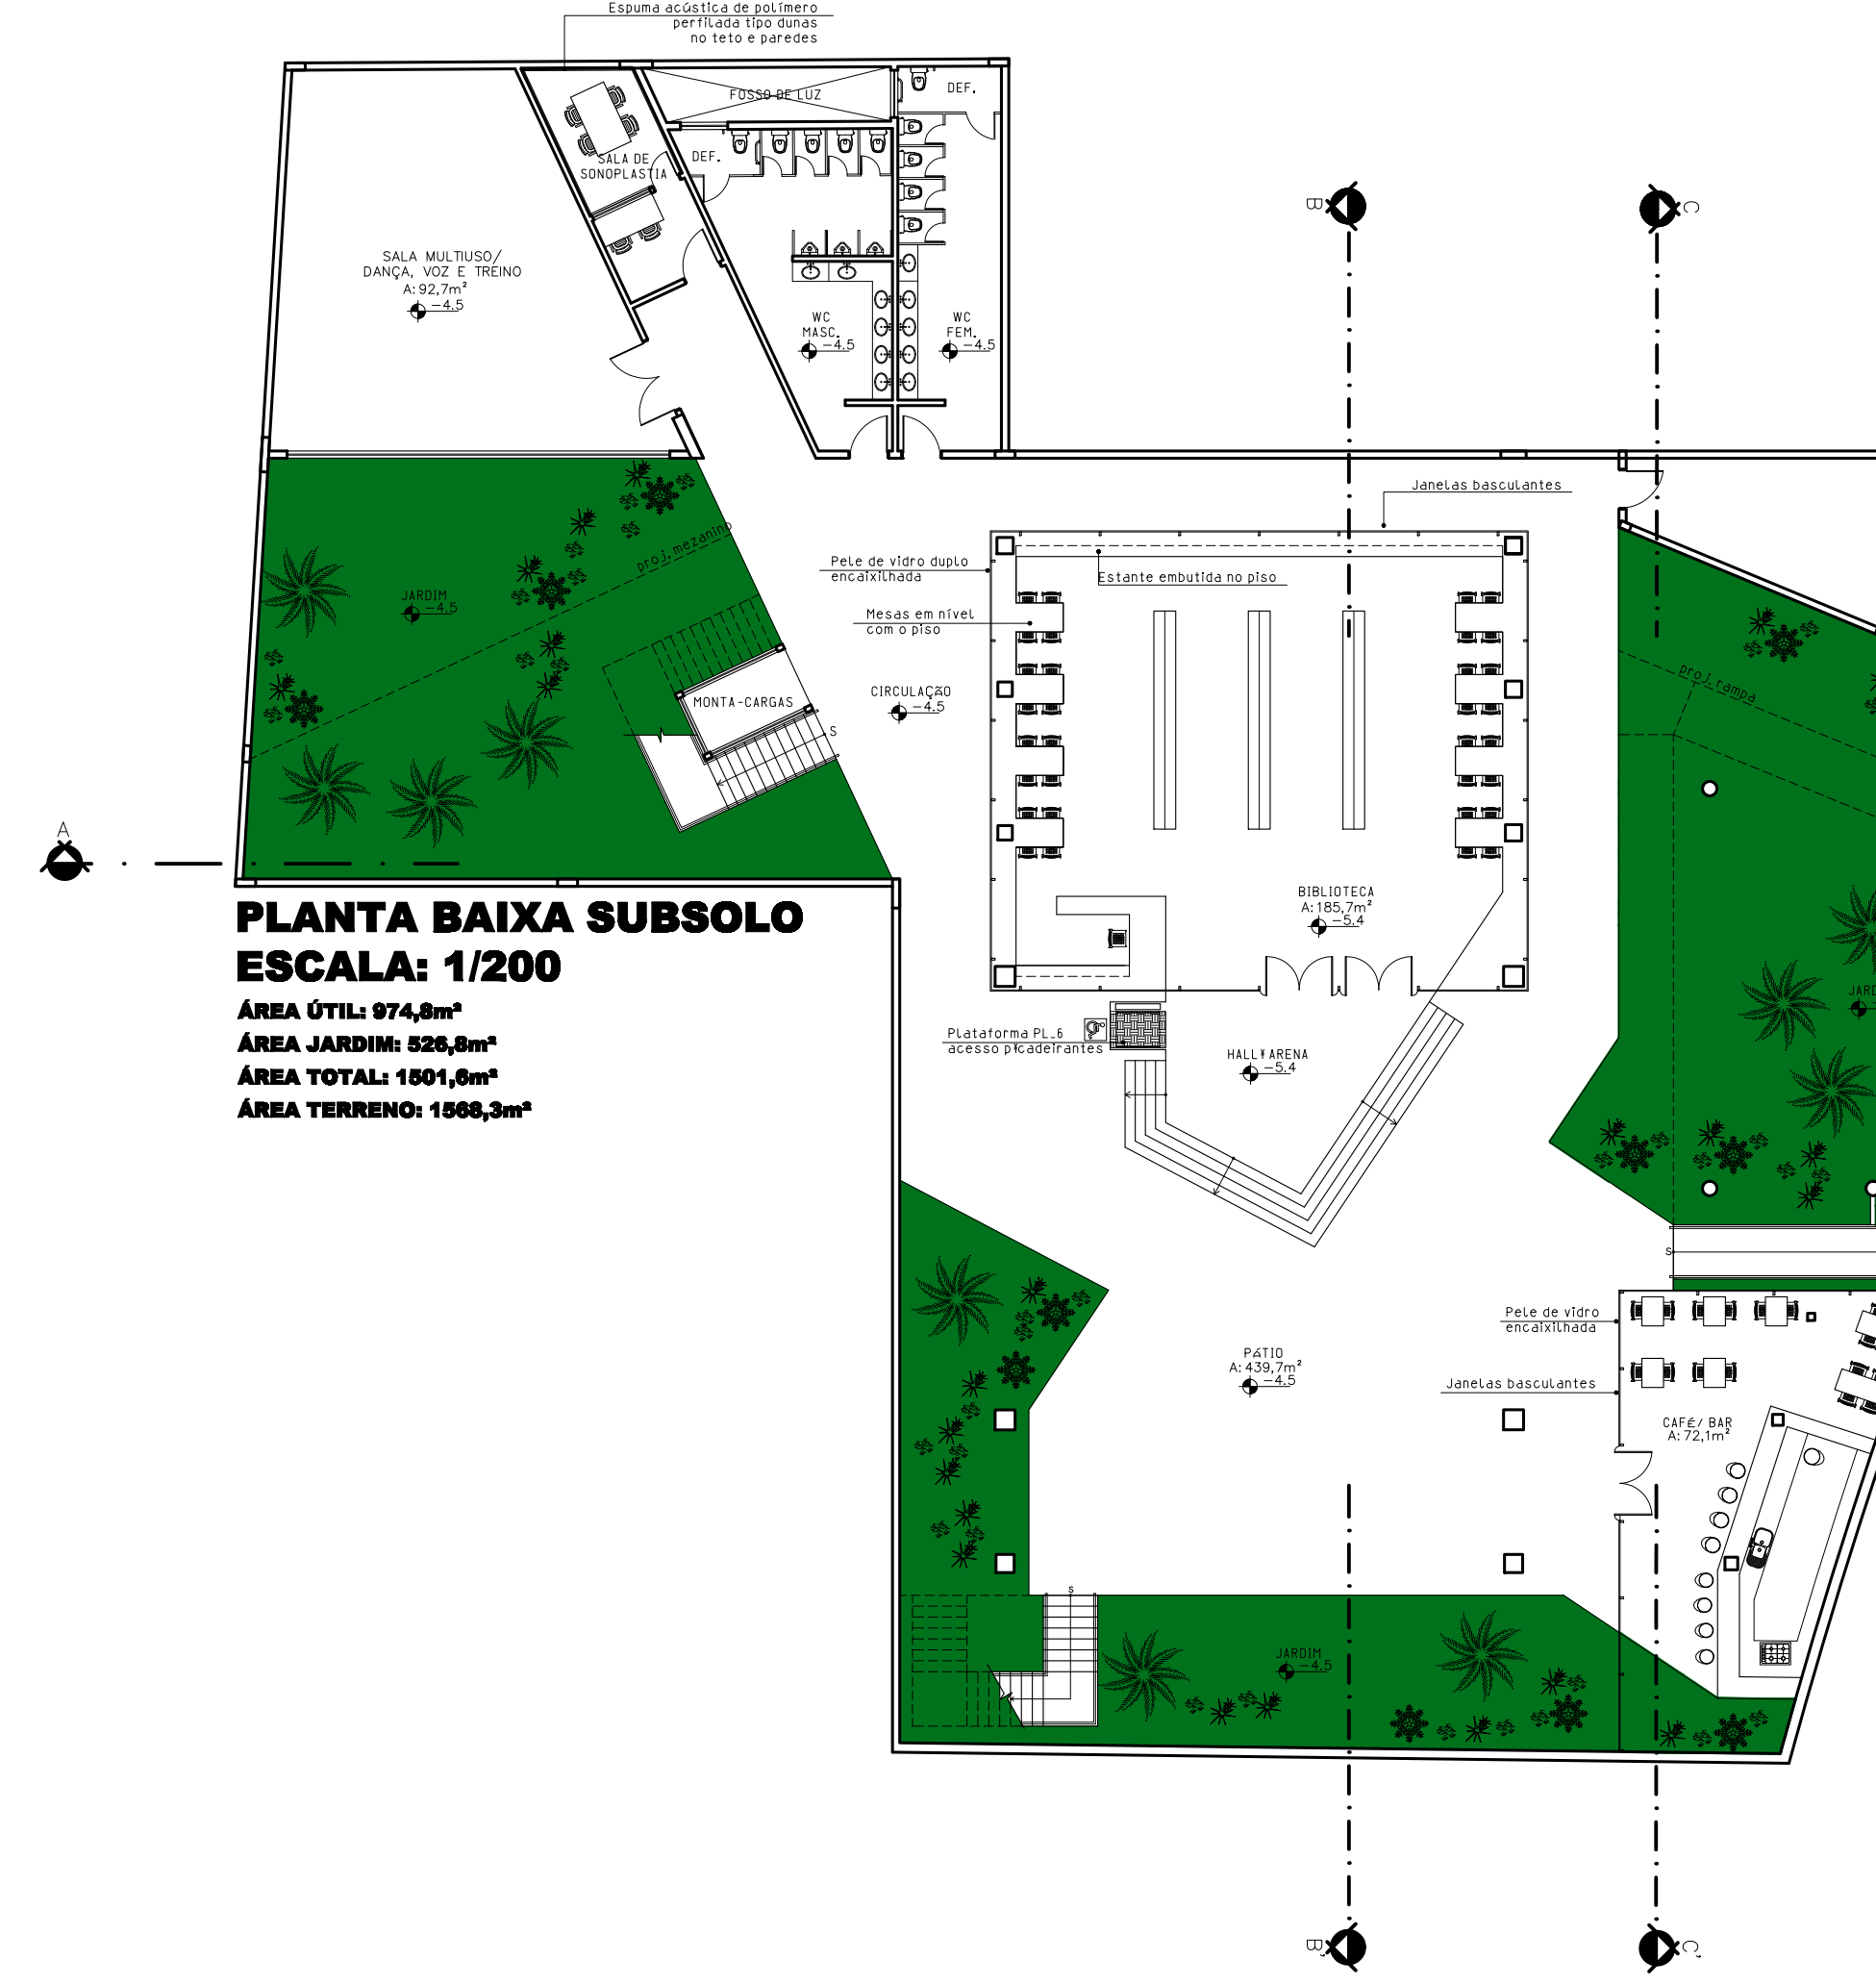 Espuma acústica de polímero
perfilada tipo dunas
no teto e paredes
FOSSO DE LUZ
DEF.
DEF.
SALA DE
SONOPLASTIA
SALA MULTIUSO/
DANÇA, VOZ E TREINO
A: 92,7m²
-4.5
WC
MASC.
-4.5
WC
FEM.
-4.5
B
C
Janelas basculantes
proj. mezanino
Pele de vidro duplo
encaixilhada
Estante embutida no piso
JARDIM
-4.5
Mesas em nível
com o piso
proj. rampa
MONTA-CARGAS
CIRCULAÇÃO
-4.5
S
A
BIBLIOTECA
A: 185,7m²
-5.4
PLANTA BAIXA SUBSOLO
ESCALA: 1/200
ÁREA ÚTIL: 974,8m²
ÁREA JARDIM: 526,8m²
ÁREA TOTAL: 1501,6m²
ÁREA TERRENO: 1568,3m²
JARD
Plataforma PL_6
acesso p\cadeirantes
HALL\ARENA
-5.4
S
Pele de vidro
encaixilhada
PÁTIO
A: 439,7m²
-4.5
Janelas basculantes
CAFÉ/ BAR
A: 72,1m²
S
JARDIM
-4.5
B'
C'